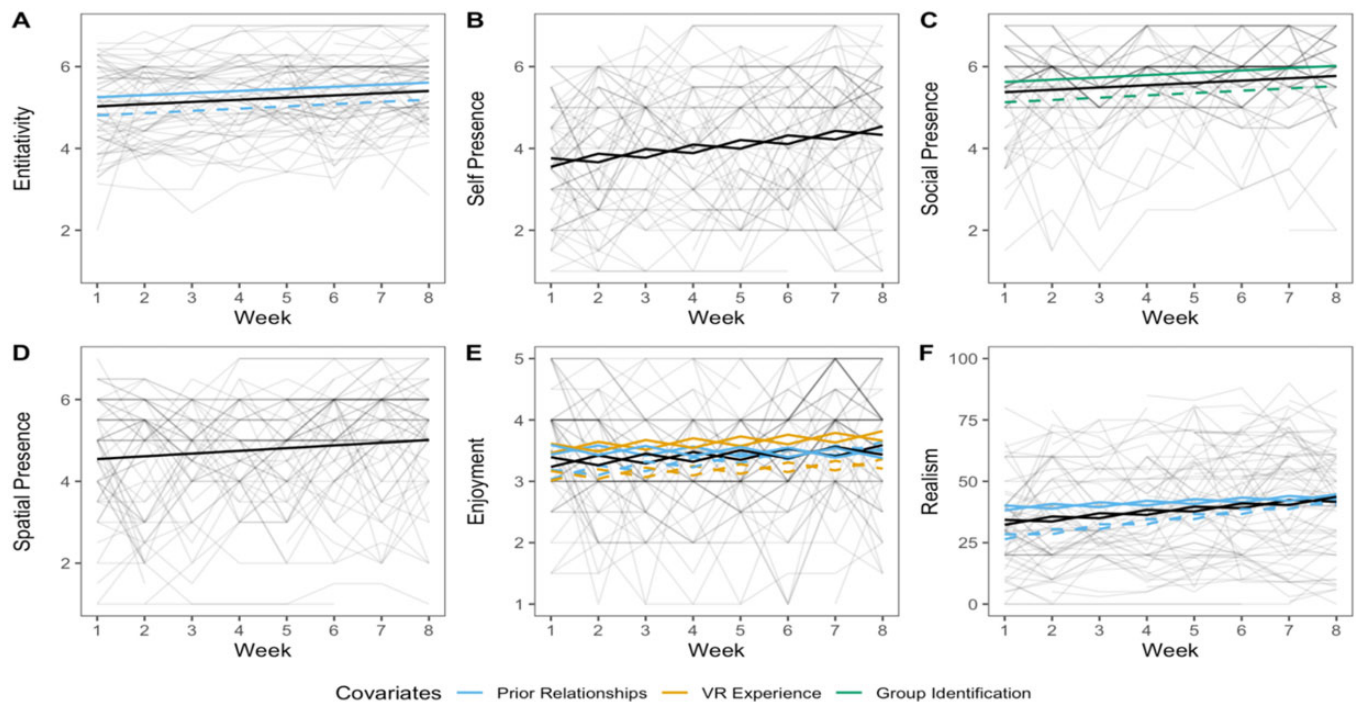 A B C
Entitativity
6
4
2
1 2 3 4 5 6 7 8
Week
Self Presence
6
4
2
1 2 3 4 5 6 7 8
Week
Social Presence
6
4
2
1 2 3 4 5 6 7 8
Week
D E F
Spatial Presence
6
4
2
1 2 3 4 5 6 7 8
Week
Enjoyment
5
4
3
2
1
1 2 3 4 5 6 7 8
Week
Realism
100
75
50
25
0
1 2 3 4 5 6 7 8
Week
Covariates Prior Relationships VR Experience Group Identification